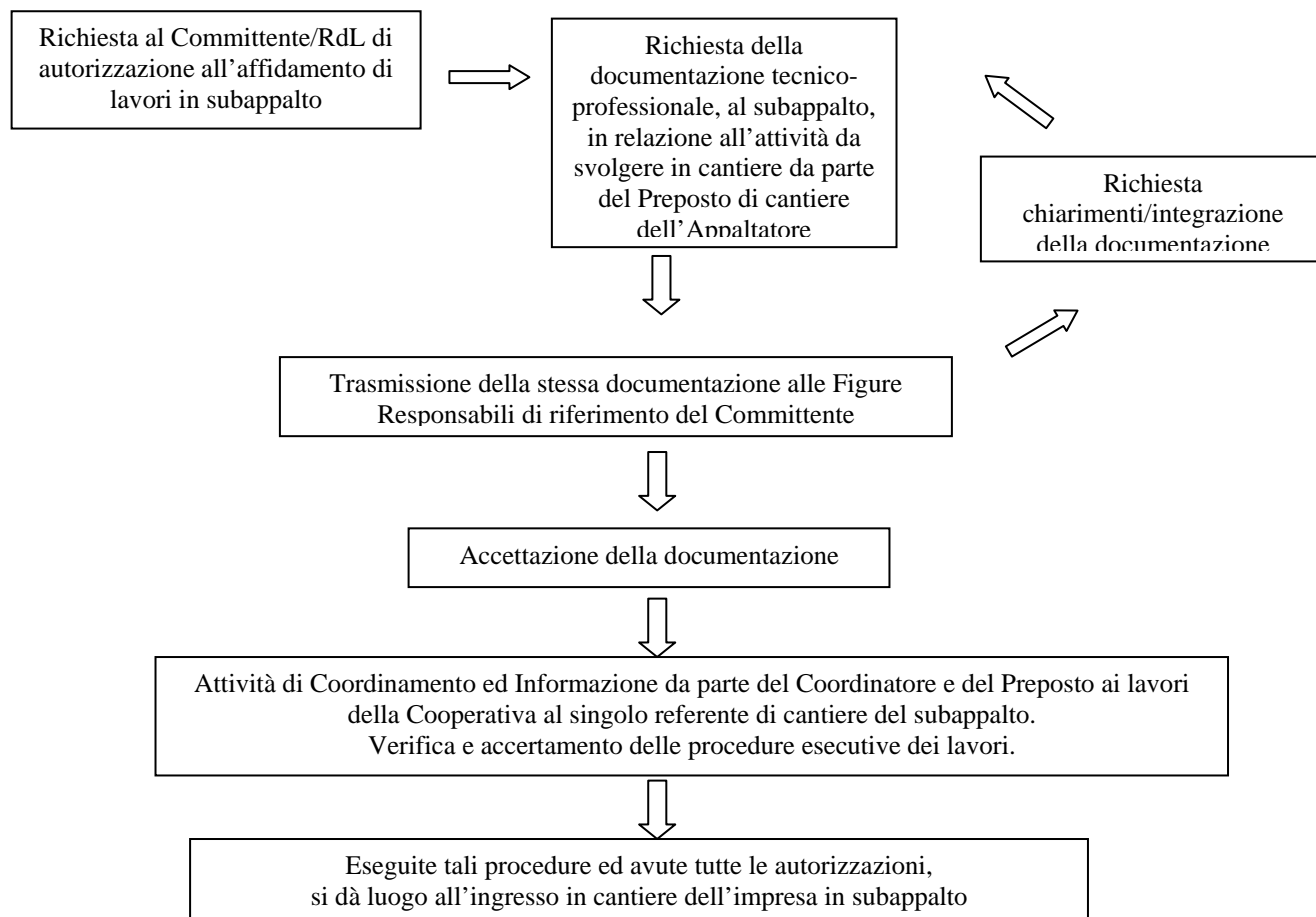 Richiesta al Committente/RdL di
autorizzazione all’affidamento di
lavori in subappalto
Richiesta della
documentazione tecnico-
professionale, al subappalto,
in relazione all’attività da
svolgere in cantiere da parte
del Preposto di cantiere
dell’Appaltatore
Richiesta
chiarimenti/integrazione
della documentazione
Trasmissione della stessa documentazione alle Figure
Responsabili di riferimento del Committente
Accettazione della documentazione
Attività di Coordinamento ed Informazione da parte del Coordinatore e del Preposto ai lavori
della Cooperativa al singolo referente di cantiere del subappalto.
Verifica e accertamento delle procedure esecutive dei lavori.
Eseguite tali procedure ed avute tutte le autorizzazioni,
si dà luogo all’ingresso in cantiere dell’impresa in subappalto